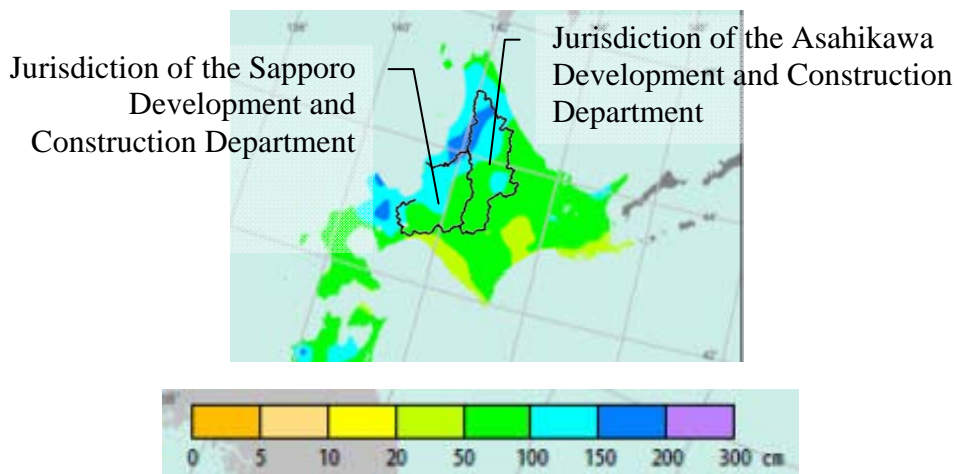 Jurisdiction of the Sapporo
Development and
Construction Department
Jurisdiction of the Asahikawa
Development and Construction
Department
0 5 10 20 50 100 150 200 300 cm